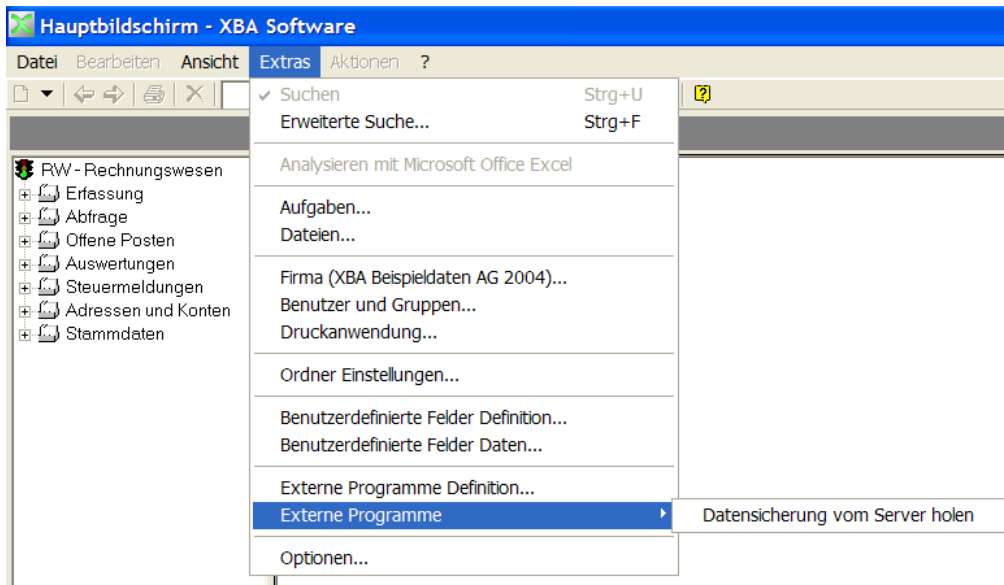 Hauptbildschirm - XBA Software
Datei Bearbeiten Ansicht Extras Aktionen ?
Suchen Strg+U
Erweiterte Suche... Strg+F
Analysieren mit Microsoft Office Excel
Aufgaben...
Dateien...
Firma (XBA Beispieldaten AG 2004)...
Benutzer und Gruppen...
Druckanwendung...
Ordner Einstellungen...
Benutzerdefinierte Felder Definition...
Benutzerdefinierte Felder Daten...
Externe Programme Definition...
Externe Programme
Datensicherung vom Server holen
Optionen...
RW-Rechnungswesen
Erfassung
Abfrage
Offene Posten
Auswertungen
Steuermeldungen
Adressen und Konten
Stammdaten